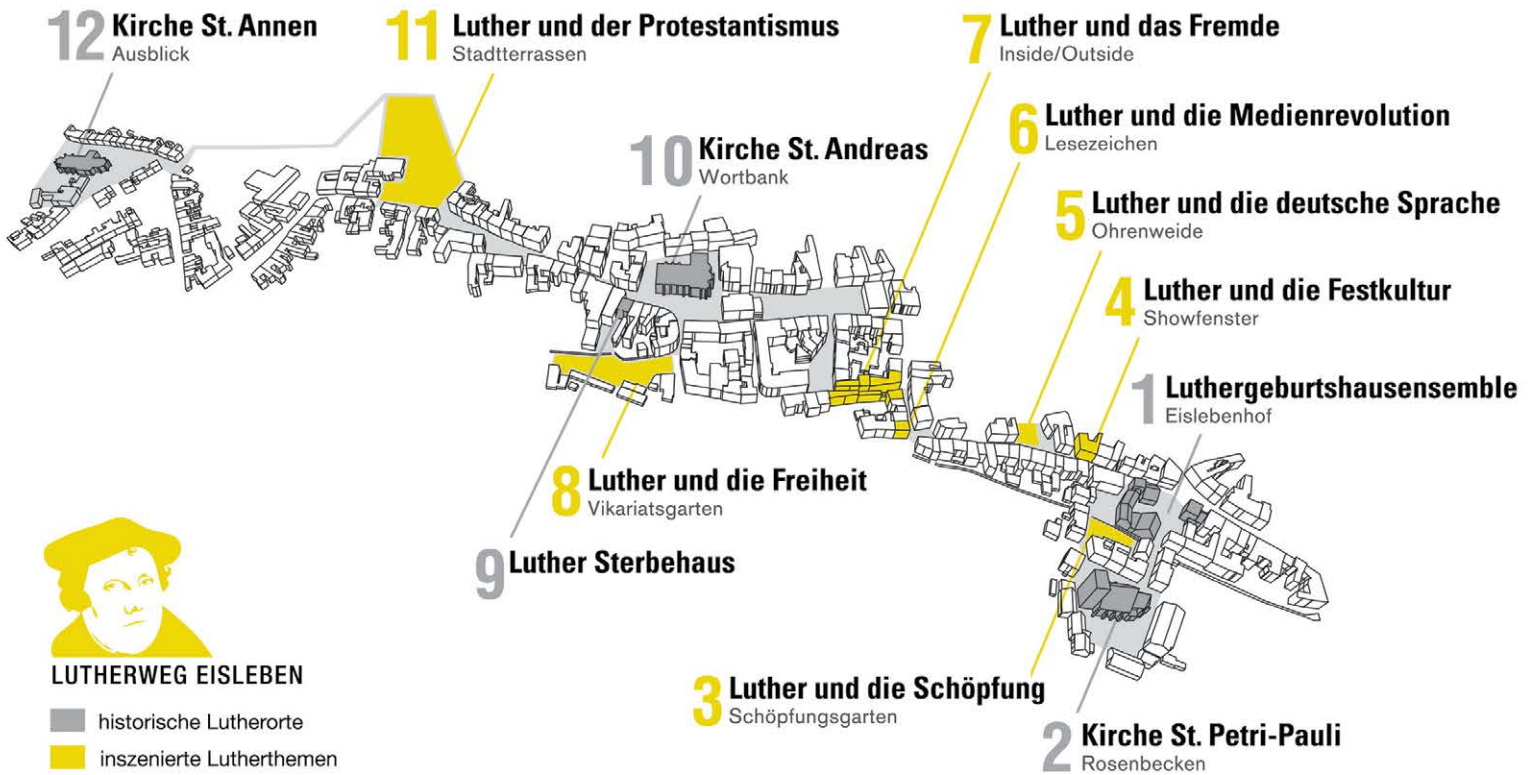 12 Kirche St. Annen
Ausblick
11 Luther und der Protestantismus
Stadtterrassen
7 Luther und das Fremde
Inside/Outside
6 Luther und die Medienrevolution
Lesezeichen
10 Kirche St. Andreas
Wortbank
5 Luther und die deutsche Sprache
Ohrenweide
4 Luther und die Festkultur
Showfenster
1 Luthergeburtshausensemble
Eislebenhof
8 Luther und die Freiheit
Vikariatsgarten
9 Luther Sterbehaus
3 Luther und die Schöpfung
Schöpfungsgarten
2 Kirche St. Petri-Pauli
Rosenbecken
LUTHERWEG EISLEBEN
historische Lutherorte
inszenierte Lutherthemen